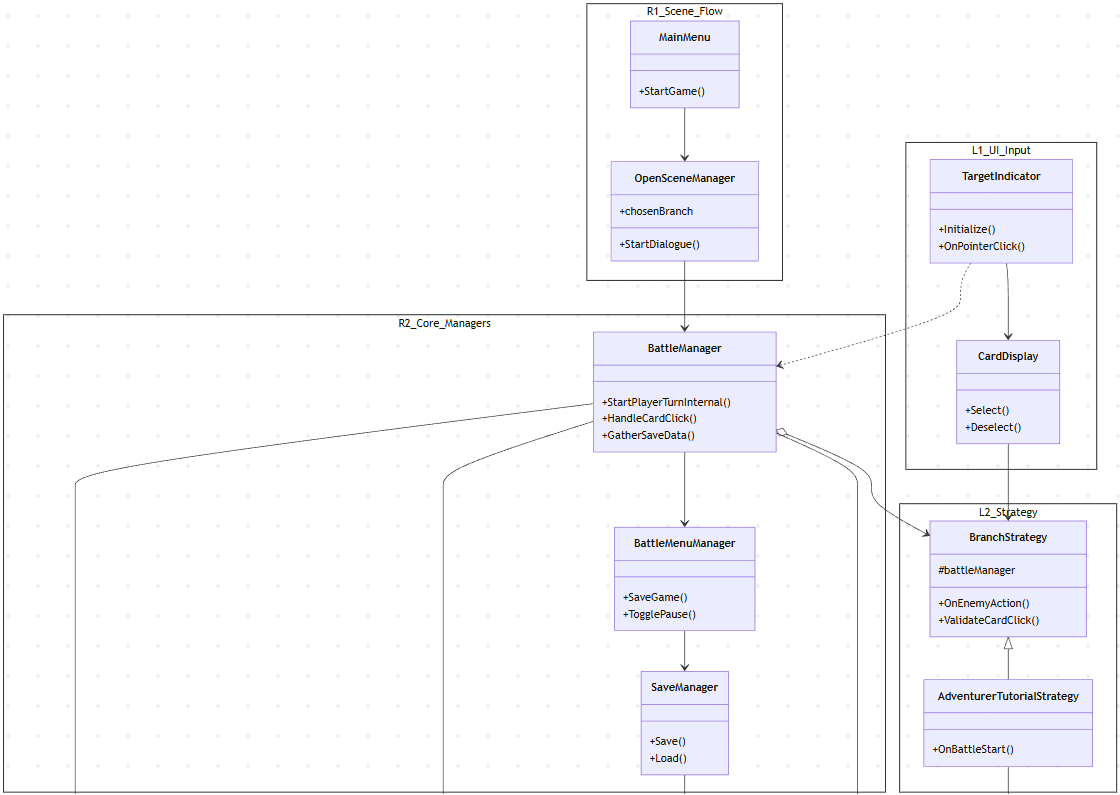 R1_Scene_Flow
MainMenu
+StartGame()
OpenSceneManager
+chosenBranch
+StartDialogue()
L1_UI_Input
TargetIndicator
+Initialize()
+OnPointerClick()
CardDisplay
+Select()
+Deselect()
R2_Core_Managers
BattleManager
+StartPlayerTurnInternal()
+HandleCardClick()
+GatherSaveData()
BattleMenuManager
+SaveGame()
+TogglePause()
SaveManager
+Save()
+Load()
L2_Strategy
BranchStrategy
#battleManager
+OnEnemyAction()
+ValidateCardClick()
AdventurerTutorialStrategy
+OnBattleStart()